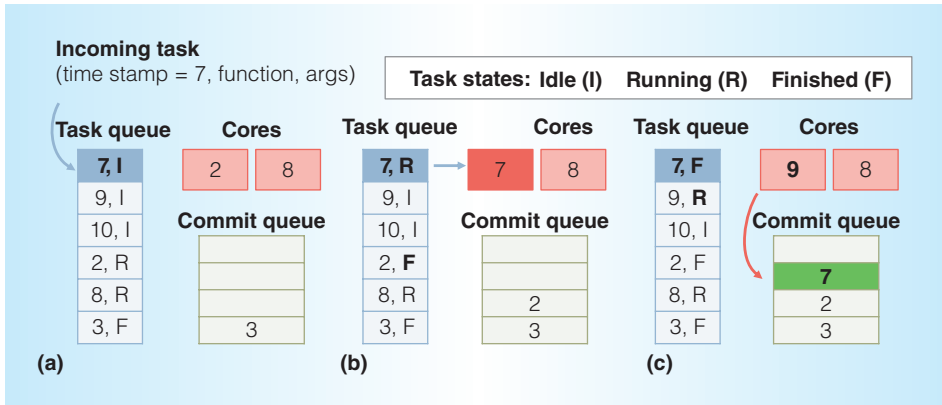 Incoming task
(time stamp = 7, function, args)
Task states: Idle (I) Running (R) Finished (F)
Task queue
Cores
7, I
9, I
10, I
2, R
8, R
3, F
2
8
Commit queue
3
(a)
Task queue
Cores
7, R
9, I
10, I
2, F
8, R
3, F
7
8
Commit queue
2
3
(b)
Task queue
Cores
7, F
9, R
10, I
2, F
8, R
3, F
9
8
Commit queue
7
2
3
(c)